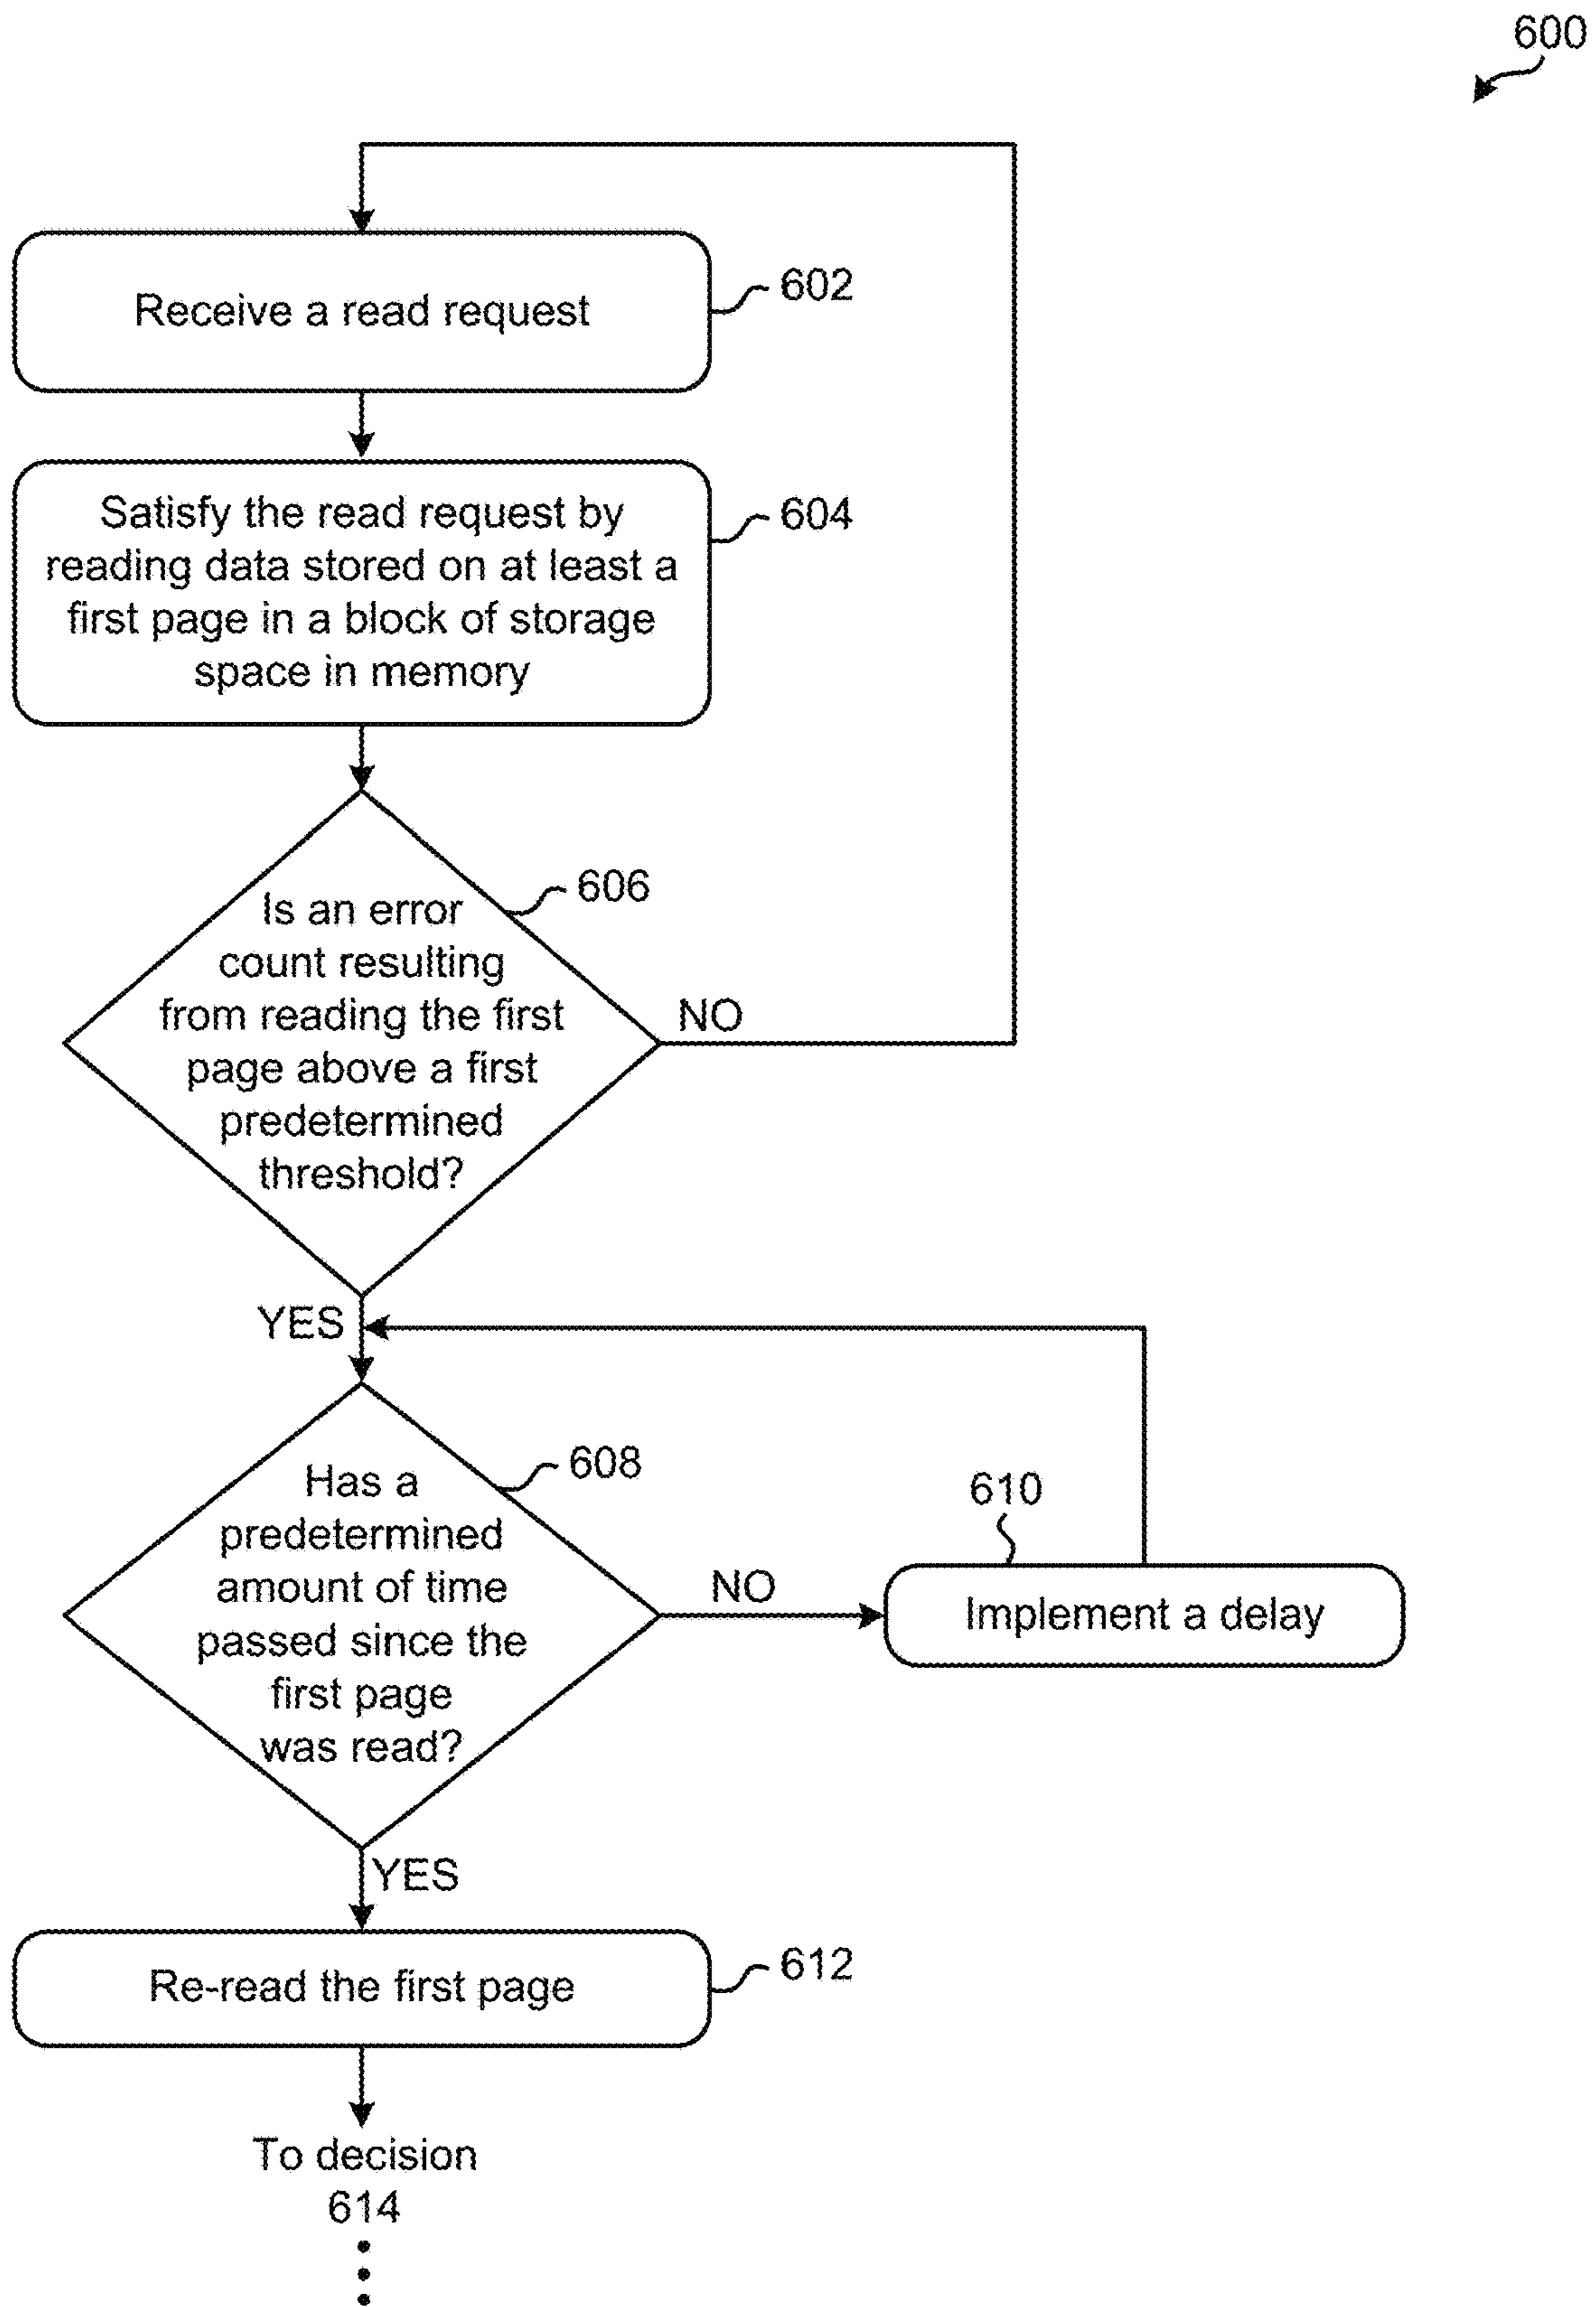 600
Receive a read request
602
Satisfy the read request by
reading data stored on at least a
first page in a block of storage
space in memory
604
606
Is an error
count resulting
from reading the first
page above a first
predetermined
threshold?
NO
YES
608
Has a
predetermined
amount of time
passed since the
first page
was read?
NO
610
Implement a delay
YES
Re-read the first page
612
To decision
614